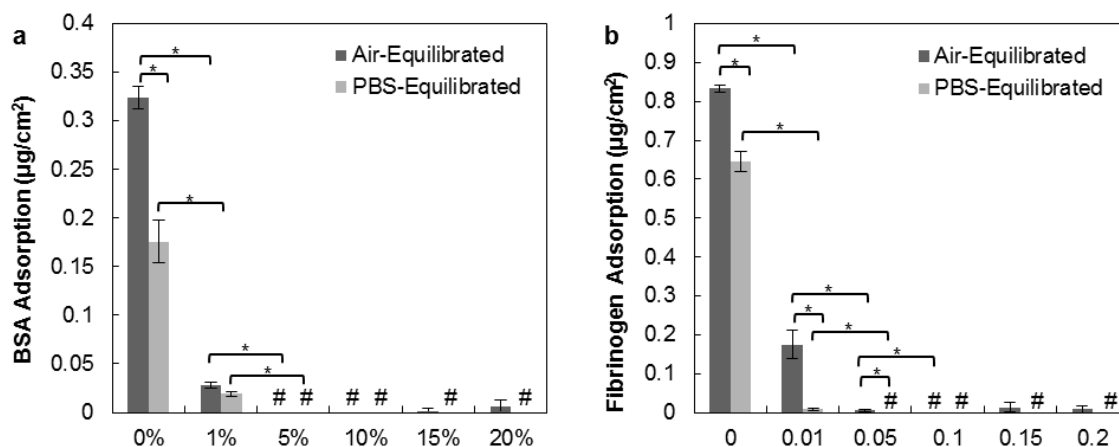 a
BSA Adsorption (µg/cm²)
0.4
0.35
0.3
0.25
0.2
0.15
0.1
0.05
0
Air-Equilibrated
PBS-Equilibrated
*
*
*
*
*
# # # # # #
0% 1% 5% 10% 15% 20%
b
Fibrinogen Adsorption (µg/cm²)
1
0.9
0.8
0.7
0.6
0.5
0.4
0.3
0.2
0.1
0
Air-Equilibrated
PBS-Equilibrated
*
*
*
*
*
*
*
*
# # # # #
0 0.01 0.05 0.1 0.15 0.2